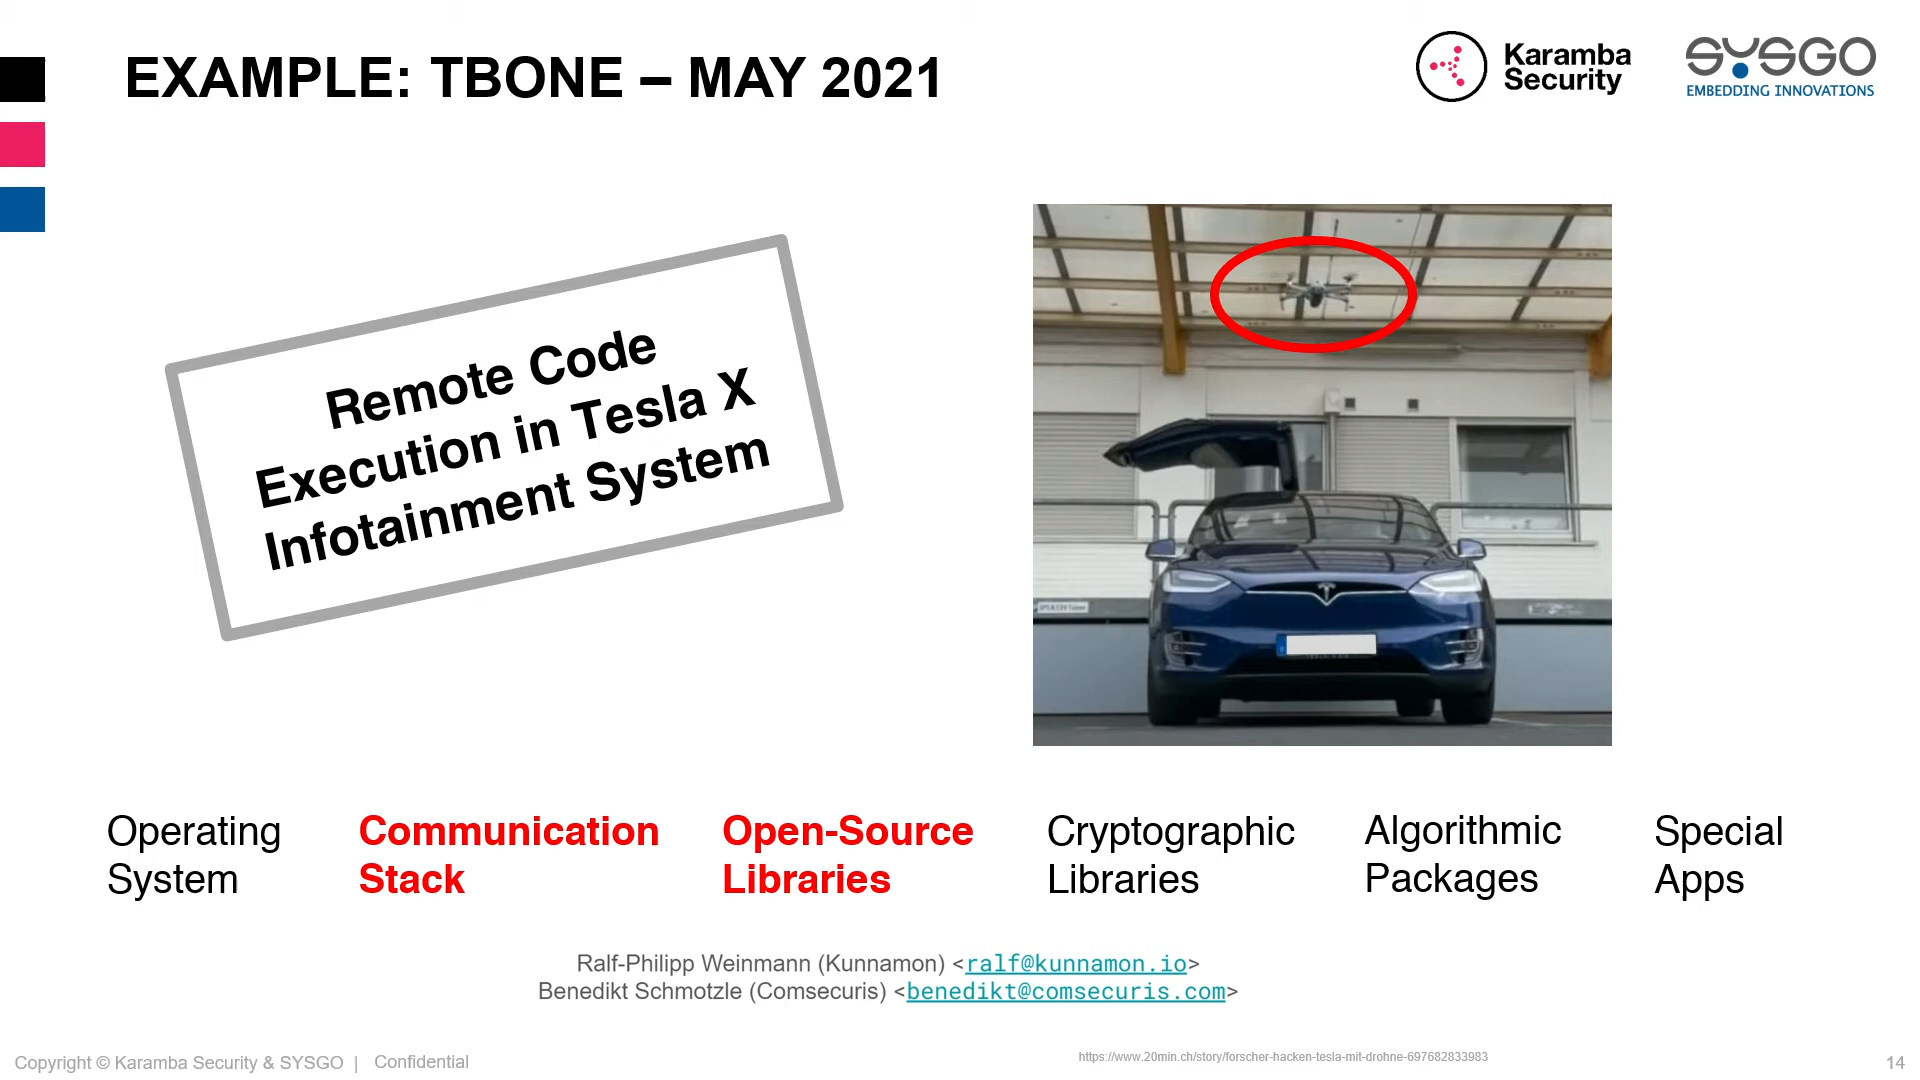 EXAMPLE: TBONE – MAY 2021
Karamba
Security
SYSGO
EMBEDDING INNOVATIONS
Remote Code
Execution in Tesla X
Infotainment System
Operating
System
Communication
Stack
Open-Source
Libraries
Cryptographic
Libraries
Algorithmic
Packages
Special
Apps
Ralf-Philipp Weinmann (Kunnamon) <ralf@kunnamon.io>
Benedikt Schmotzle (Comsecuris) <benedikt@comsecuris.com>
Copyright © Karamba Security & SYSGO | Confidential
https://www.20min.ch/story/forscher-hacken-tesla-mit-drohne-697682833983
14